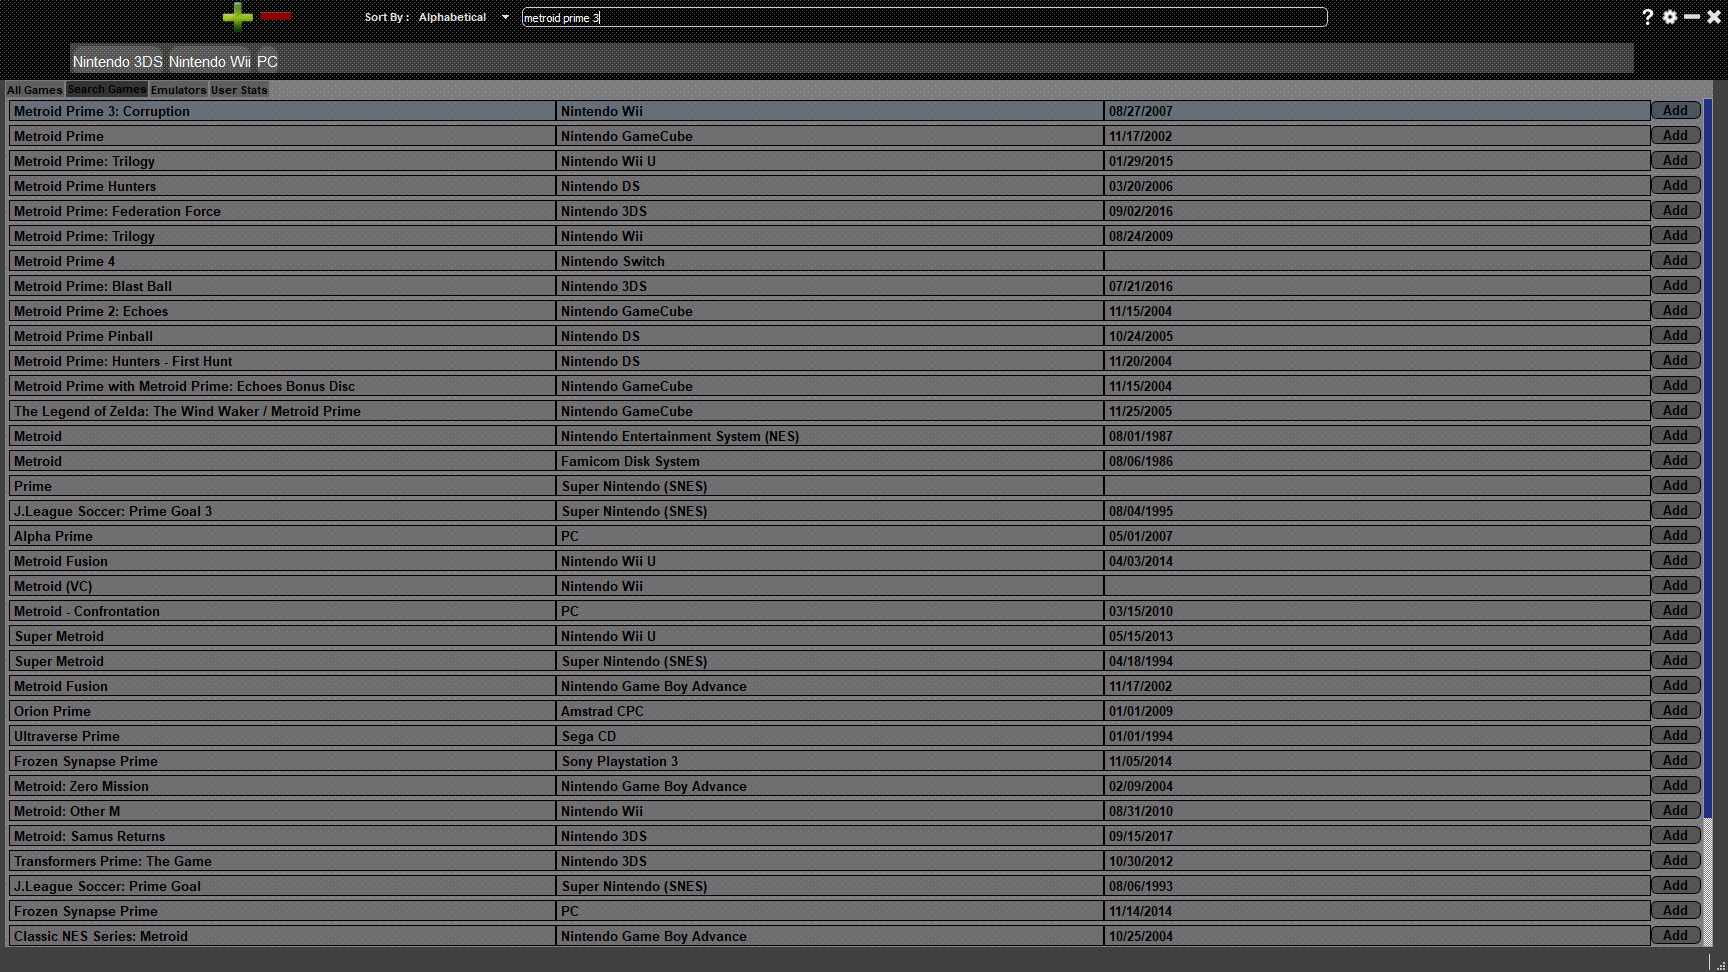 Sort By : Alphabetical metroid prime 3 ?
Nintendo 3DS Nintendo Wii PC
All Games Search Games Emulators User Stats
Metroid Prime 3: Corruption Nintendo Wii 08/27/2007 Add
Metroid Prime Nintendo GameCube 11/17/2002 Add
Metroid Prime: Trilogy Nintendo Wii U 01/29/2015 Add
Metroid Prime Hunters Nintendo DS 03/20/2006 Add
Metroid Prime: Federation Force Nintendo 3DS 09/02/2016 Add
Metroid Prime: Trilogy Nintendo Wii 08/24/2009 Add
Metroid Prime 4 Nintendo Switch Add
Metroid Prime: Blast Ball Nintendo 3DS 07/21/2016 Add
Metroid Prime 2: Echoes Nintendo GameCube 11/15/2004 Add
Metroid Prime Pinball Nintendo DS 10/24/2005 Add
Metroid Prime: Hunters - First Hunt Nintendo DS 11/20/2004 Add
Metroid Prime with Metroid Prime: Echoes Bonus Disc Nintendo GameCube 11/15/2004 Add
The Legend of Zelda: The Wind Waker / Metroid Prime Nintendo GameCube 11/25/2005 Add
Metroid Nintendo Entertainment System (NES) 08/01/1987 Add
Metroid Famicom Disk System 08/06/1986 Add
Prime Super Nintendo (SNES) Add
J.League Soccer: Prime Goal 3 Super Nintendo (SNES) 08/04/1995 Add
Alpha Prime PC 05/01/2007 Add
Metroid Fusion Nintendo Wii U 04/03/2014 Add
Metroid (VC) Nintendo Wii Add
Metroid - Confrontation PC 03/15/2010 Add
Super Metroid Nintendo Wii U 05/15/2013 Add
Super Metroid Super Nintendo (SNES) 04/18/1994 Add
Metroid Fusion Nintendo Game Boy Advance 11/17/2002 Add
Orion Prime Amstrad CPC 01/01/2009 Add
Ultraverse Prime Sega CD 01/01/1994 Add
Frozen Synapse Prime Sony Playstation 3 11/05/2014 Add
Metroid: Zero Mission Nintendo Game Boy Advance 02/09/2004 Add
Metroid: Other M Nintendo Wii 08/31/2010 Add
Metroid: Samus Returns Nintendo 3DS 09/15/2017 Add
Transformers Prime: The Game Nintendo 3DS 10/30/2012 Add
J.League Soccer: Prime Goal Super Nintendo (SNES) 08/06/1993 Add
Frozen Synapse Prime PC 11/14/2014 Add
Classic NES Series: Metroid Nintendo Game Boy Advance 10/25/2004 Add